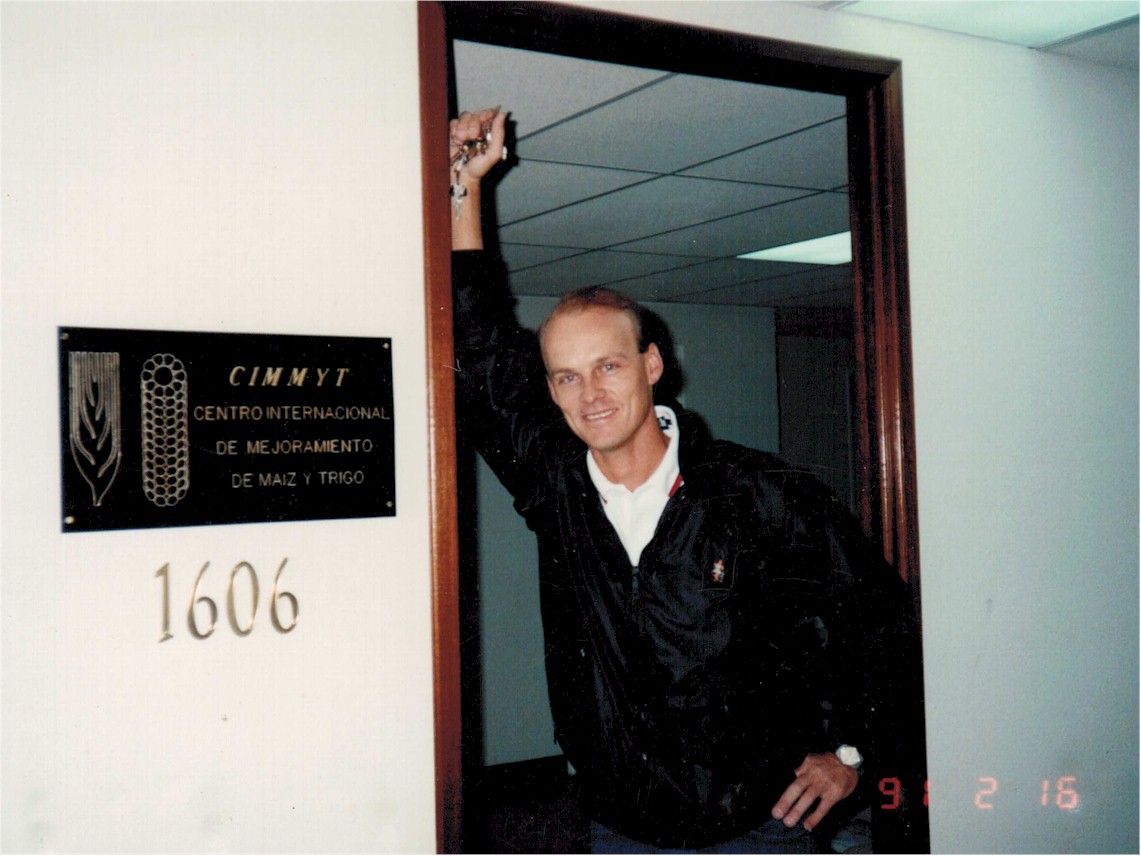 CIMMYT
CENTRO INTERNACIONAL
DE MEJORAMIENTO
DE MAIZ Y TRIGO
1606
91 2 16